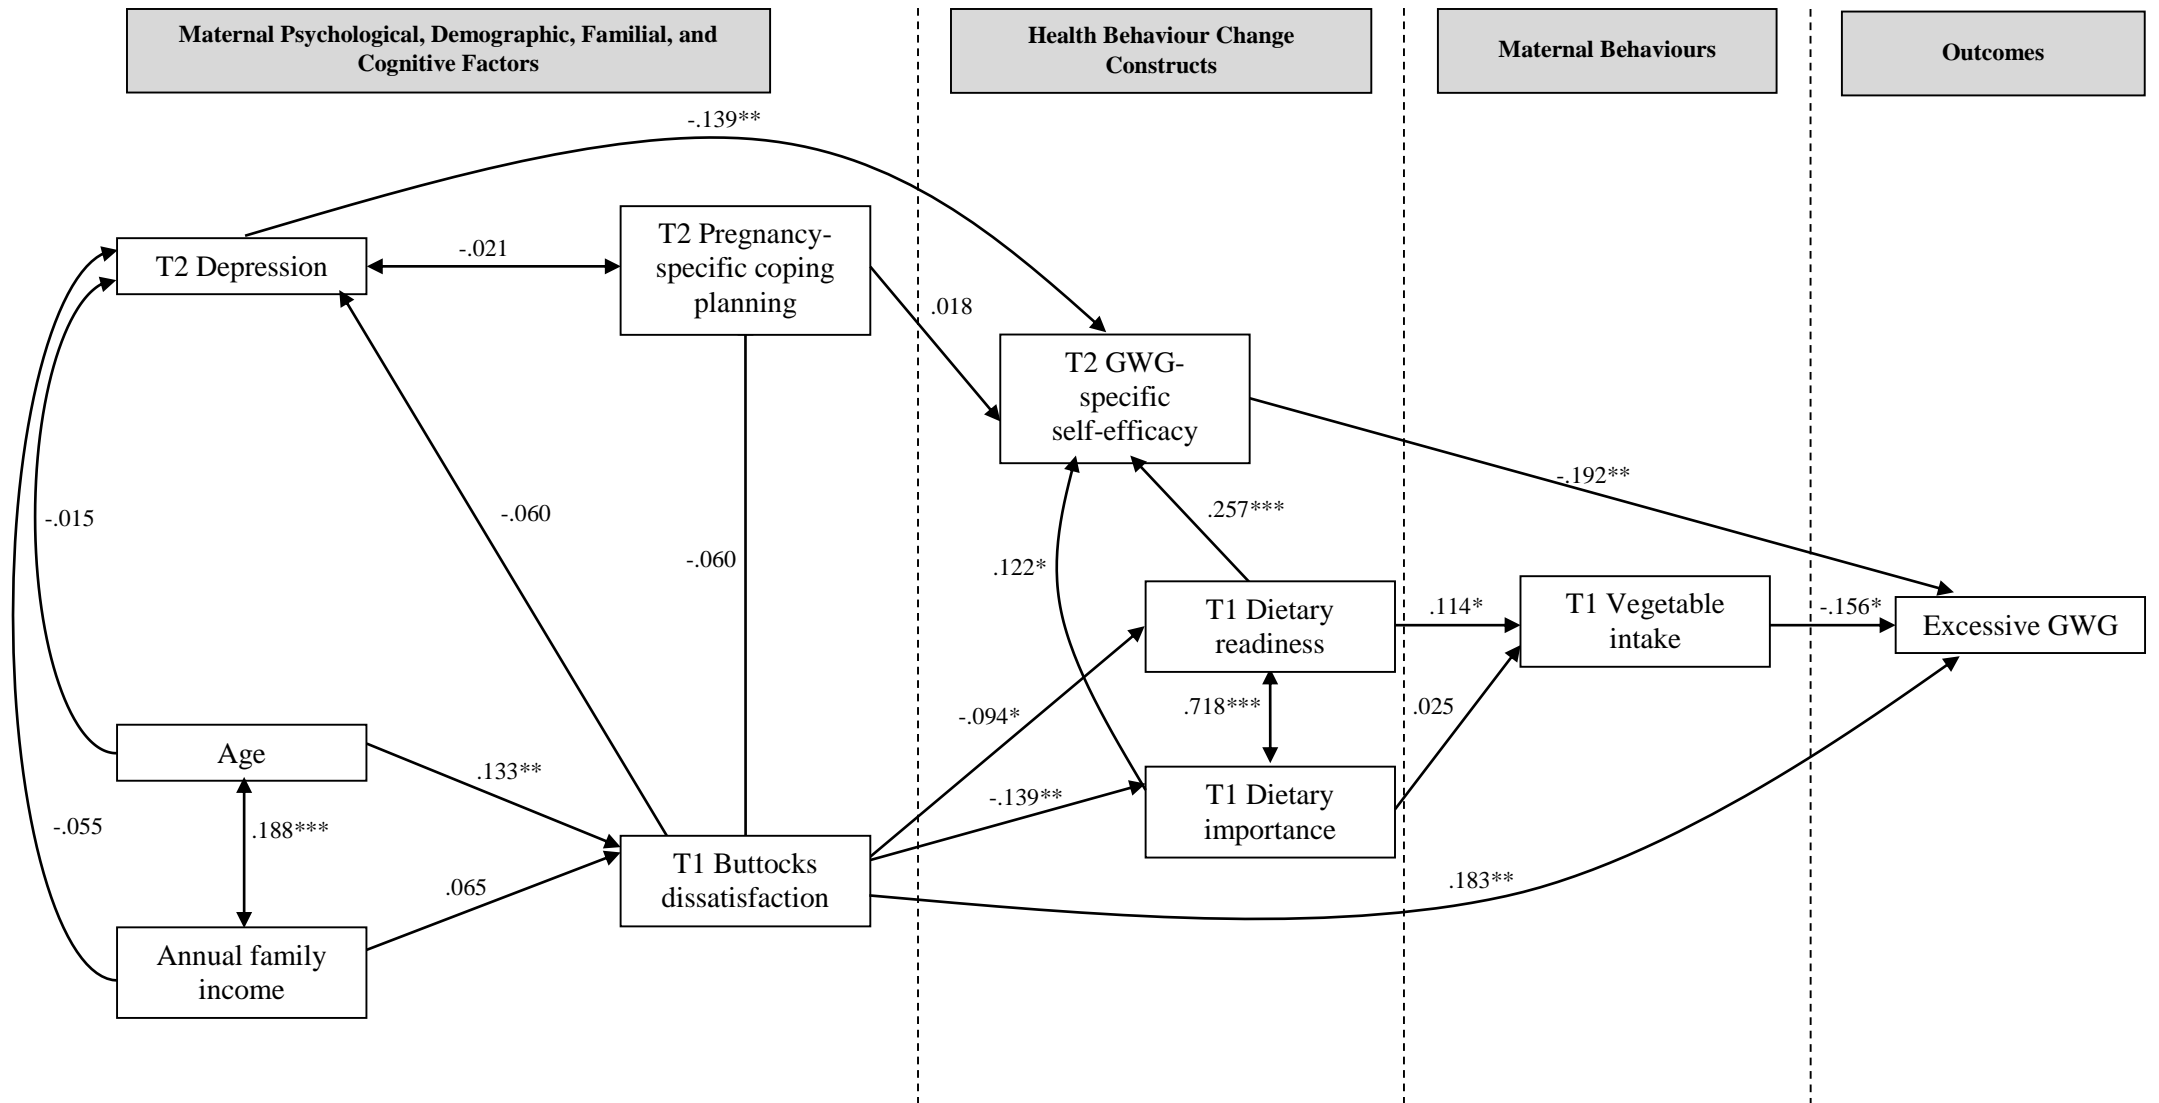 Maternal Psychological, Demographic, Familial, and
Cognitive Factors
Health Behaviour Change
Constructs
Maternal Behaviours
Outcomes
-.139**
T2 Depression
-.021
T2 Pregnancy-
specific coping
planning
.018
T2 GWG-
specific
self-efficacy
-.192**
-.015
-.060
-.060
.257***
.122*
T1 Dietary
readiness
.114*
T1 Vegetable
intake
-.156*
Excessive GWG
-.094*
.718***
.025
Age
.133**
-.139**
T1 Dietary
importance
-.055
.188***
.065
T1 Buttocks
dissatisfaction
.183**
Annual family
income